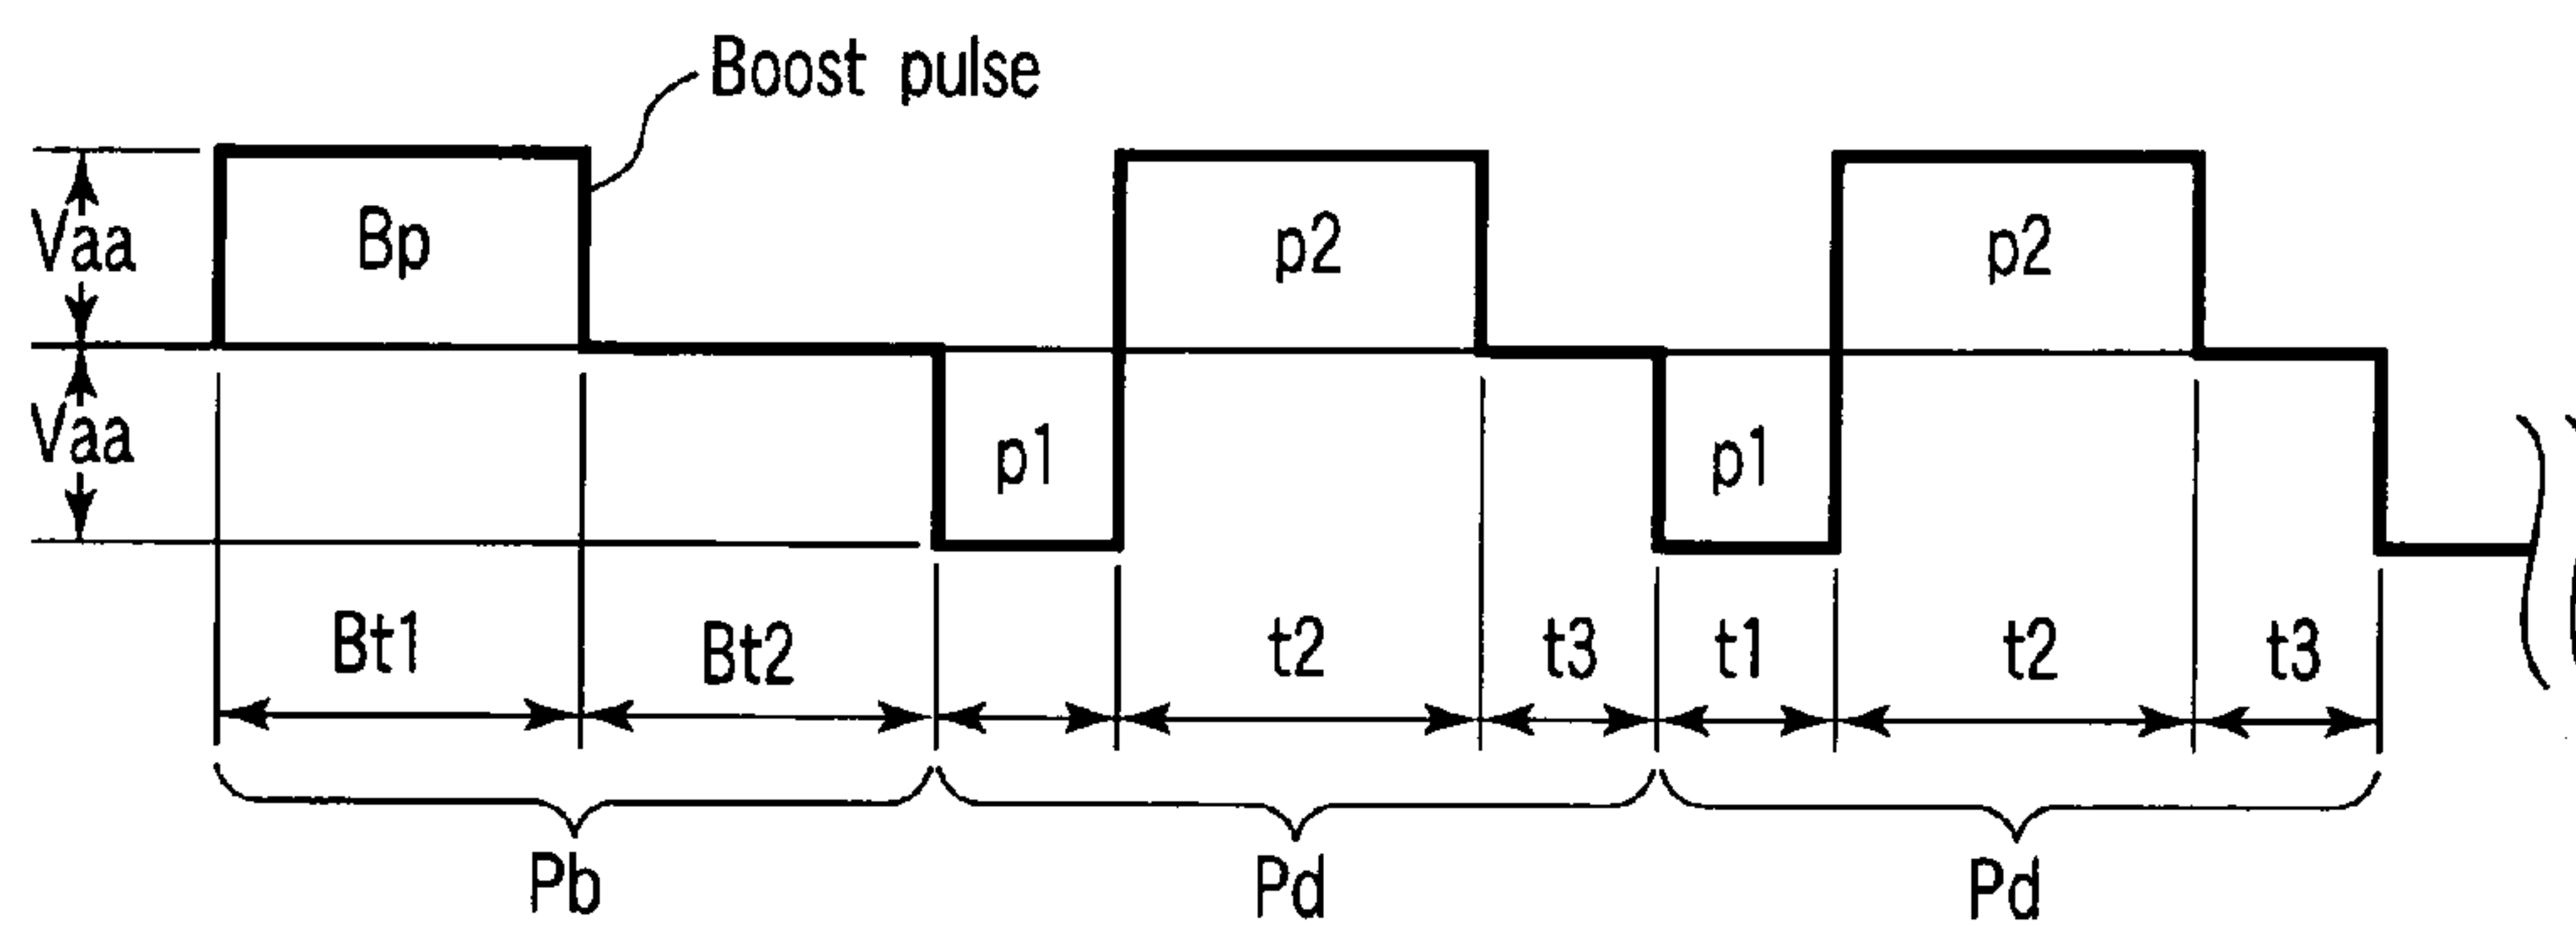 Boost pulse
Vaa
Bp
p2
p2
Vaa
p1
p1
Bt1
Bt2
t2
t3
t1
t2
t3
Pb
Pd
Pd